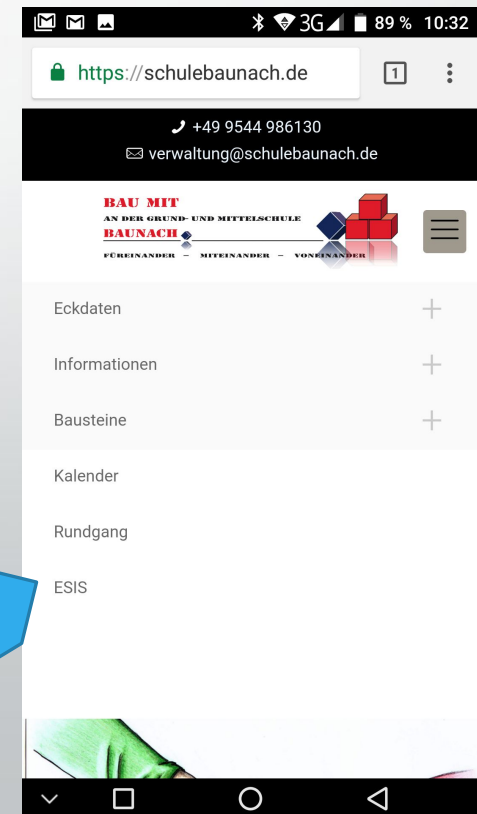 3G 89 % 10:32
https://schulebaunach.de 1
+49 9544 986130
verwaltung@schulebaunach.de
BAU MIT
AN DER GRUND- UND MITTELSCHULE
BAUNACH
FÜREINANDER – MITEINANDER – VONEINANDER
Eckdaten
Informationen
Bausteine
Kalender
Rundgang
ESIS